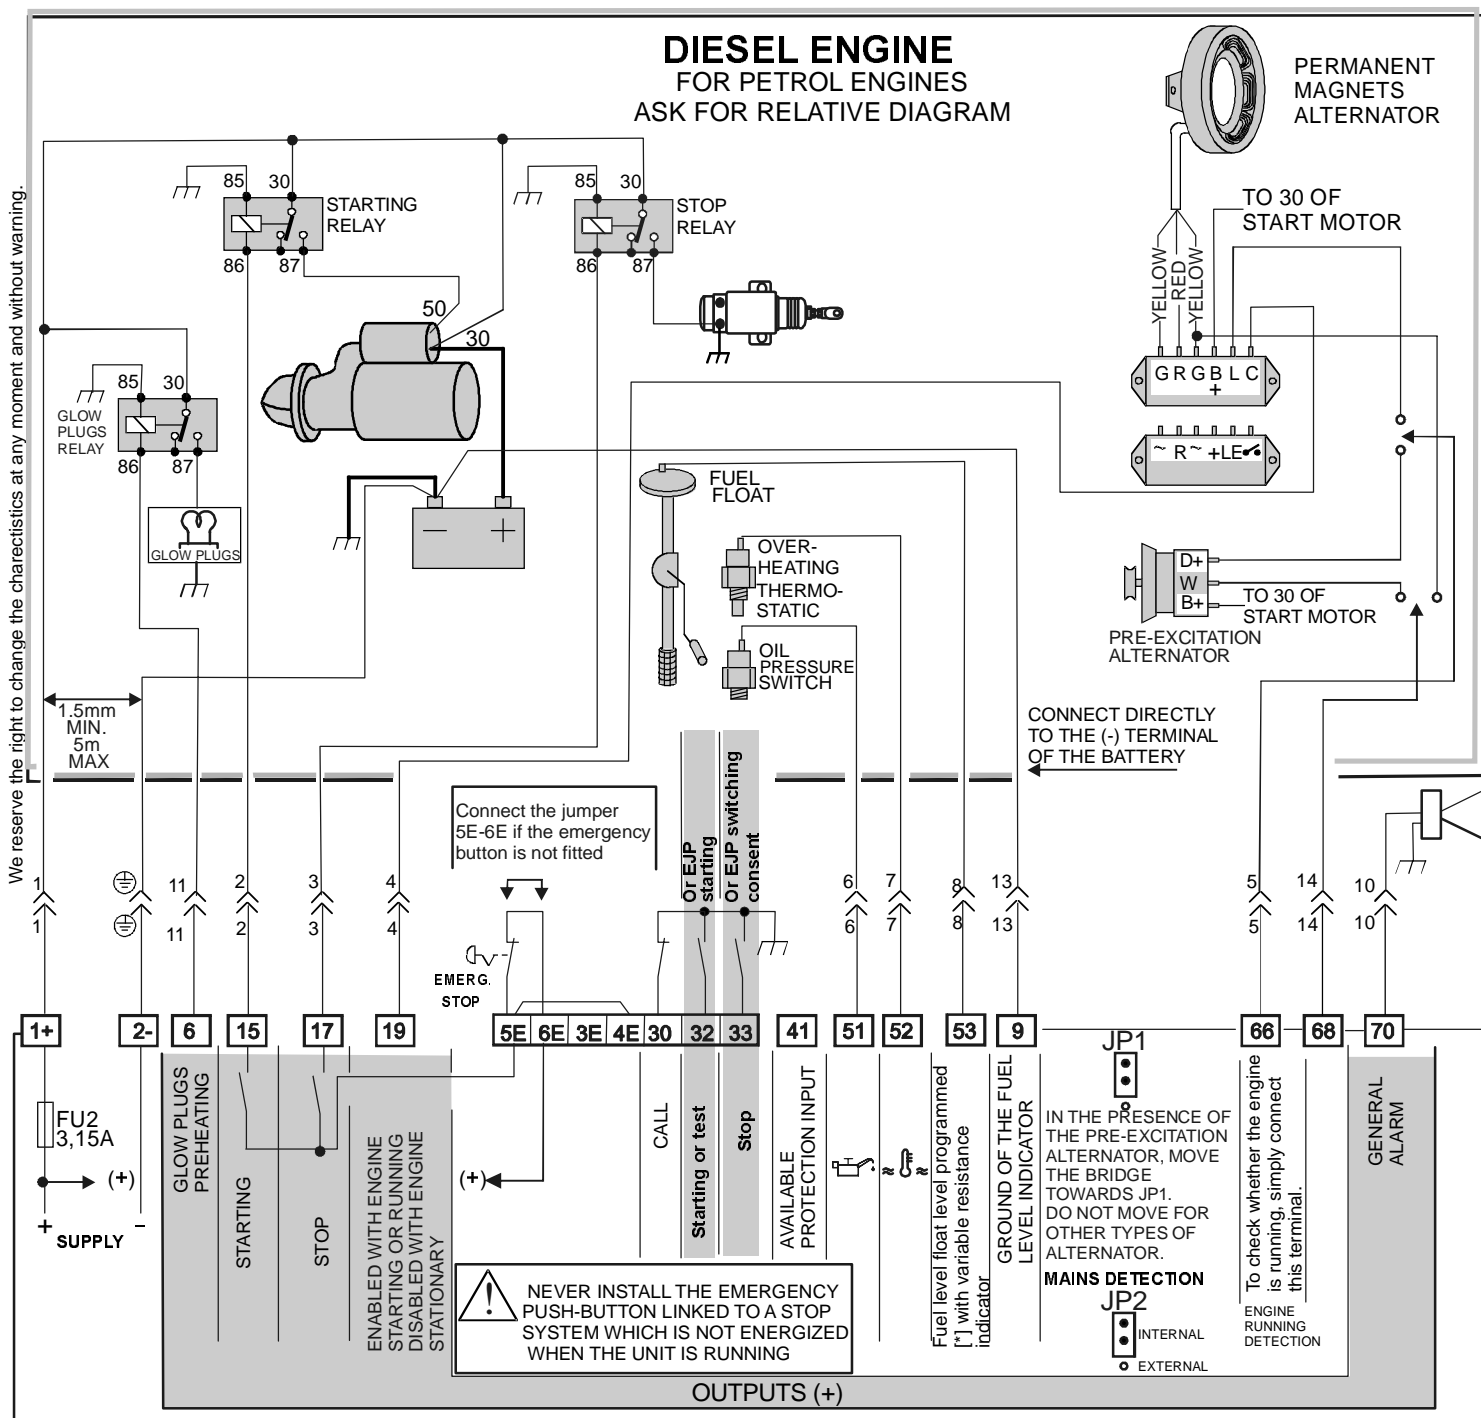 DIESEL ENGINE
FOR PETROL ENGINES
ASK FOR RELATIVE DIAGRAM
PERMANENT
MAGNETS
ALTERNATOR
We reserve the right to change the charectistics at any moment and without warning.
85
30
STARTING
RELAY
86
87
85
30
STOP
RELAY
86
87
TO 30 OF
START MOTOR
YELLOW
RED
YELLOW
50
30
G R G B L C
+
85
30
GLOW
PLUGS
RELAY
86
87
~ R ~ +LE
GLOW PLUGS
− +
FUEL
FLOAT
OVER-
HEATING
THERMO-
STATIC
OIL
PRESSURE
SWITCH
D+
W
B+
TO 30 OF
START MOTOR
PRE-EXCITATION
ALTERNATOR
1.5mm
MIN.
5m
MAX
CONNECT DIRECTLY
TO THE (-) TERMINAL
OF THE BATTERY
Connect the jumper
5E-6E if the emergency
button is not fitted
Or EJP
starting
Or EJP switching
consent
1 11 2 3 4 6 7 8 13 5 14 10
1 11 2 3 4 6 7 8 13 5 14 10
EMERG.
STOP
1+ 2- 6 15 17 19 5E 6E 3E 4E 30 32 33 41 51 52 53 9 66 68 70
FU2
3,15A
(+)
+ −
SUPPLY
GLOW PLUGS
PREHEATING
STARTING
STOP
ENABLED WITH ENGINE
STARTING OR RUNNING
DISABLED WITH ENGINE
STATIONARY
(+)
CALL
Starting or test
Stop
AVAILABLE
PROTECTION INPUT
≈ ≈
Fuel level float level programmed
[*] with variable resistance
indicator
GROUND OF THE FUEL
LEVEL INDICATOR
JP1
IN THE PRESENCE OF
THE PRE-EXCITATION
ALTERNATOR, MOVE
THE BRIDGE
TOWARDS JP1.
DO NOT MOVE FOR
OTHER TYPES OF
ALTERNATOR.
MAINS DETECTION
JP2
INTERNAL
EXTERNAL
To check whether the engine
is running, simply connect
this terminal.
ENGINE
RUNNING
DETECTION
GENERAL
ALARM
!
NEVER INSTALL THE EMERGENCY
PUSH-BUTTON LINKED TO A STOP
SYSTEM WHICH IS NOT ENERGIZED
WHEN THE UNIT IS RUNNING
OUTPUTS (+)